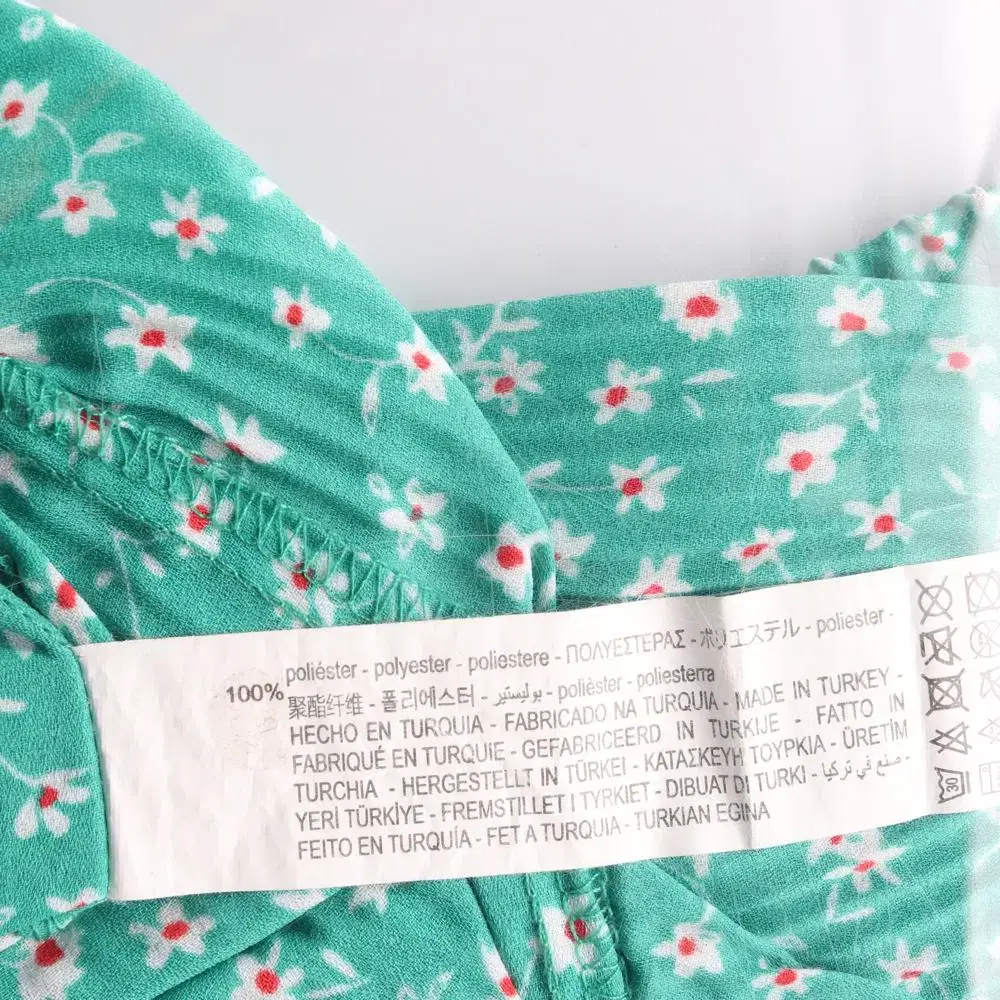 poliéster - polyester - poliestere - ΠΟΛΥΕΣΤΕΡΑΣ - ポリエステル - poliester -
100% 聚酯纤维 - 폴리에스터 - بوليستير - polièster - poliesterra
HECHO EN TURQUIA - FABRICADO NA TURQUIA - MADE IN TURKEY -
FABRIQUÉ EN TURQUIE - GEFABRICEERD IN TURKIJE - FATTO IN
TURCHIA - HERGESTELLT IN TÜRKEI - ΚΑΤΑΣΚΕΥΗ ΤΟΥΡΚΙΑ - ÜRETİM
YERİ TÜRKİYE - FREMSTILLET I TYRKIET - DIBUAT DI TURKI - صنع في تركيا -
FEITO EN TURQUÍA - FET A TURQUIA - TURKIAN EGINA
30